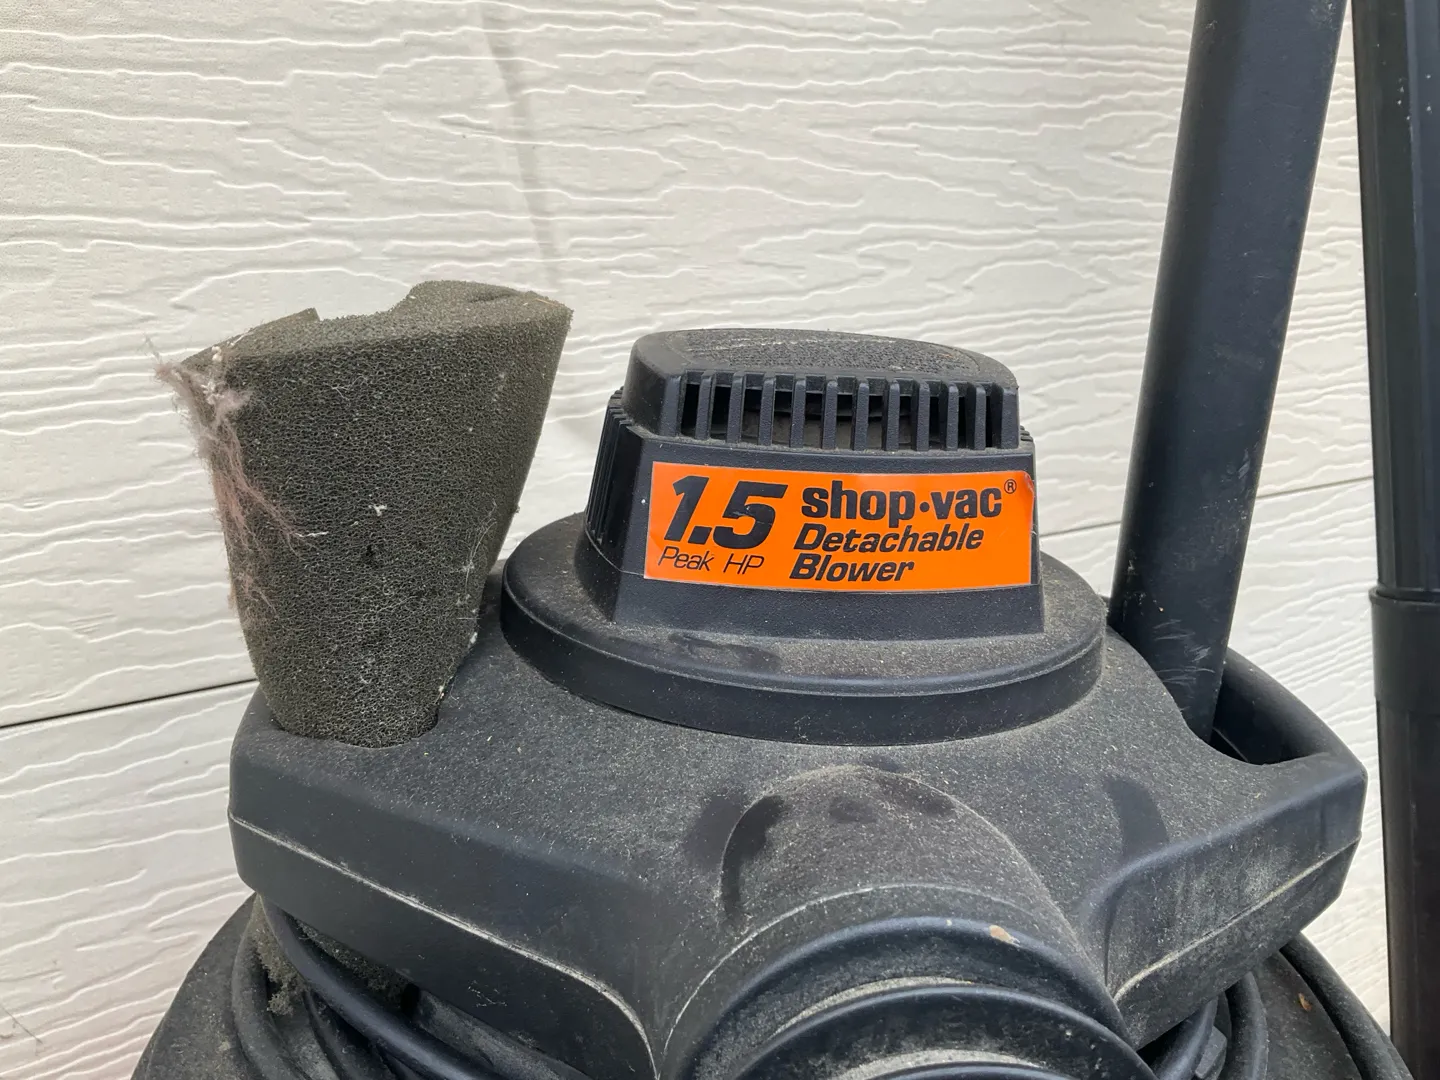 1.5
Peak HP
shop·vac®
Detachable
Blower